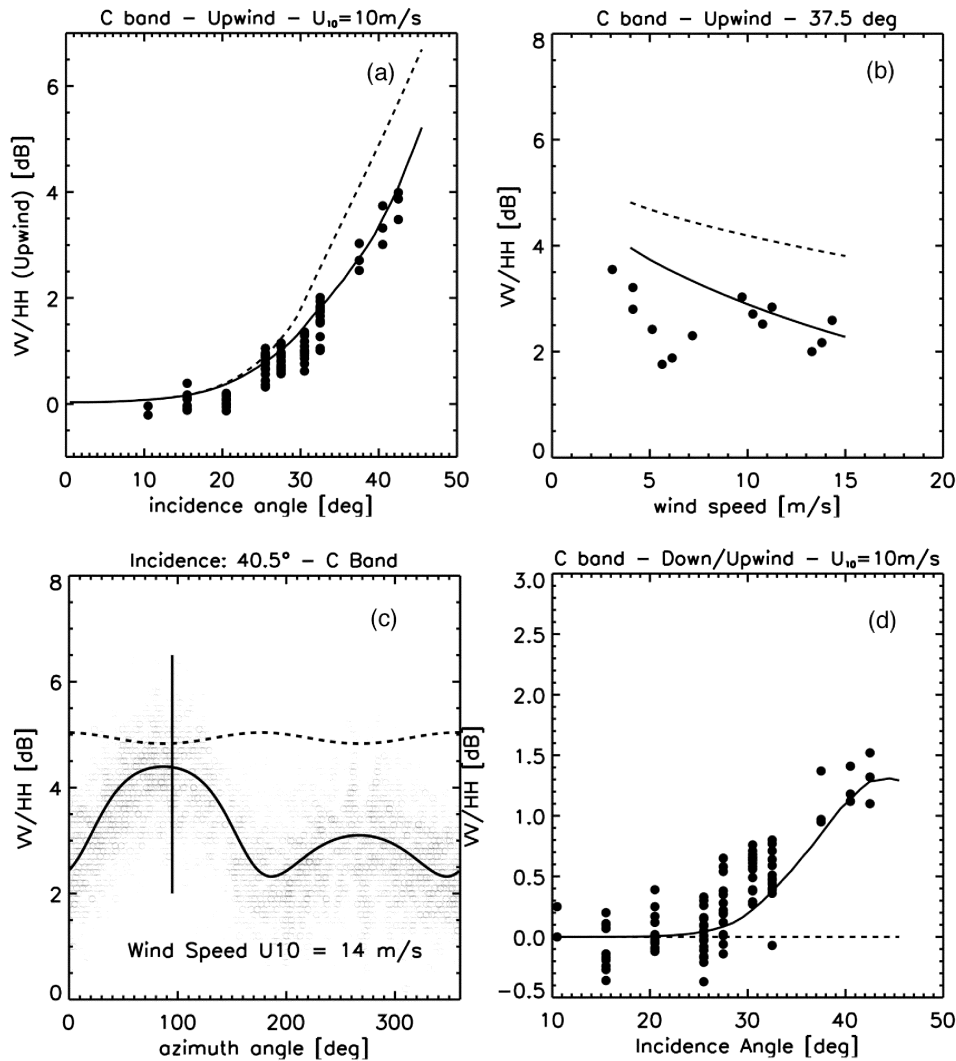 C band – Upwind – U₁₀=10m/s
(a)
VV/HH (Upwind) [dB]
6
4
2
0
0 10 20 30 40 50
incidence angle [deg]
C band – Upwind – 37.5 deg
(b)
VV/HH [dB]
8
6
4
2
0
0 5 10 15 20
wind speed [m/s]
Incidence: 40.5° – C Band
(c)
VV/HH [dB]
8
6
4
2
0
Wind Speed U10 = 14 m/s
0 100 200 300
azimuth angle [deg]
C band – Down/Upwind – U₁₀=10m/s
(d)
VV/HH [dB]
3.0
2.5
2.0
1.5
1.0
0.5
0.0
−0.5
10 20 30 40 50
Incidence Angle [deg]